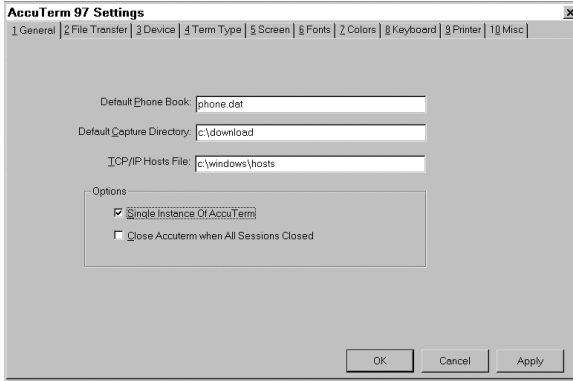 AccuTerm 97 Settings
1 General 2 File Transfer 3 Device 4 Term Type 5 Screen 6 Fonts 7 Colors 8 Keyboard 9 Printer 10 Misc
Default Phone Book: phone.dat
Default Capture Directory: c:\download
TCP/IP Hosts File: c:\windows\hosts
Options
Single Instance Of AccuTerm
Close Accuterm when All Sessions Closed
OK Cancel Apply